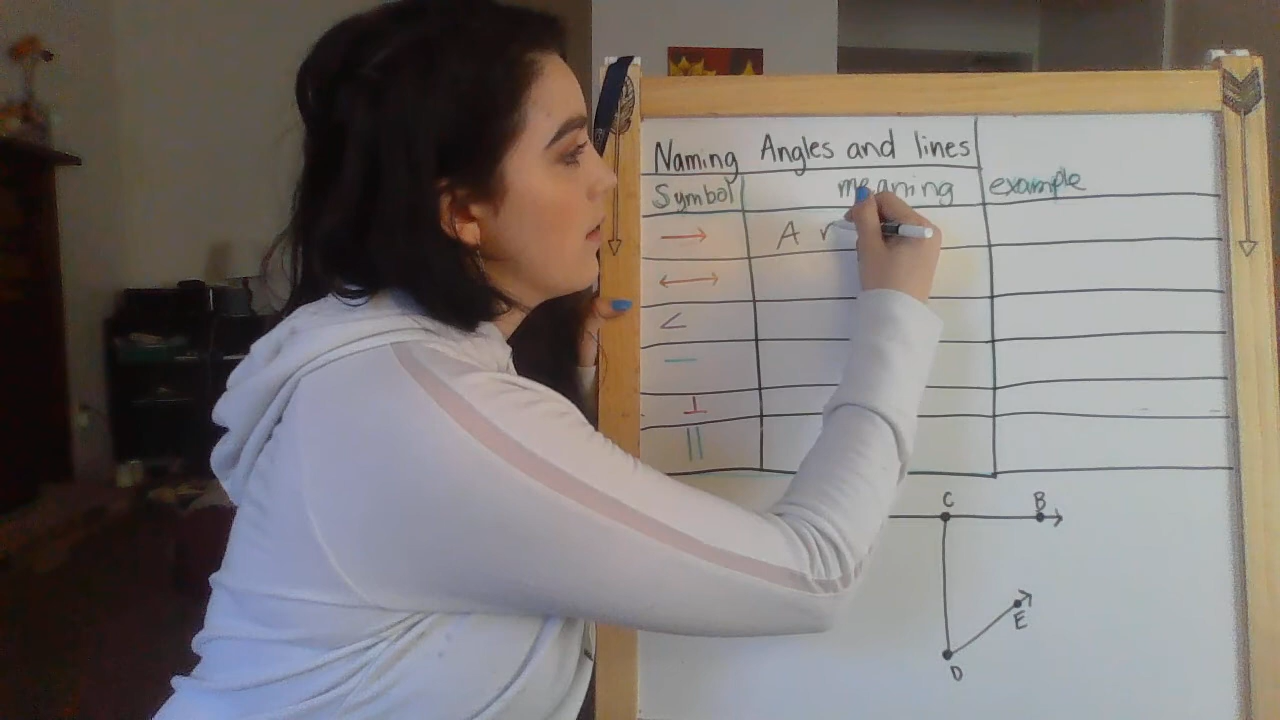 Naming Angles and lines
Symbol meaning example
→
A r
↔
<
—
⊥
||
C B
E
D